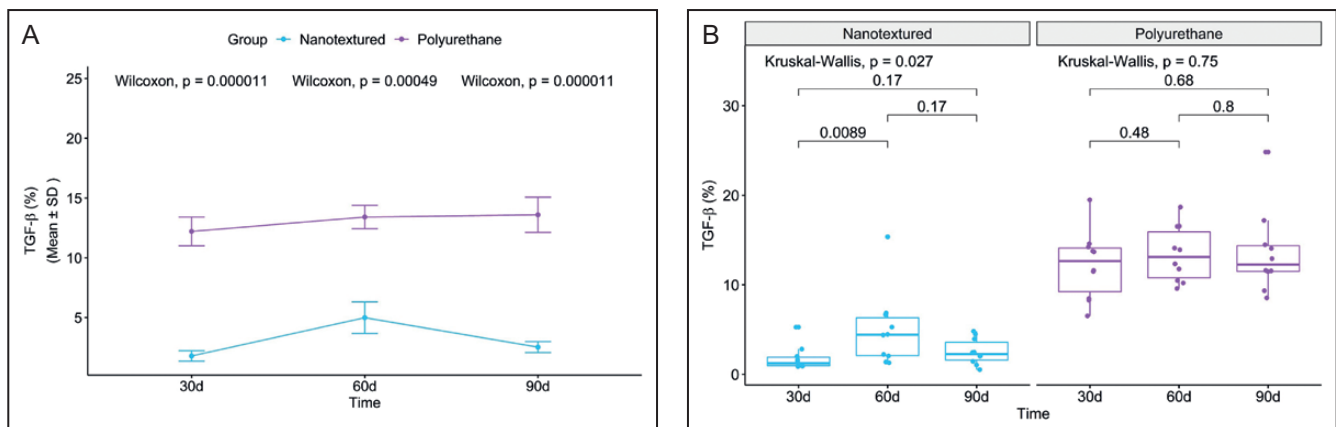 A
Group Nanotextured Polyurethane
25
20
15
10
5
Wilcoxon, p = 0.000011 Wilcoxon, p = 0.00049 Wilcoxon, p = 0.000011
TGF-β (%)
(Mean ± SD )
30d 60d 90d
Time
B
Nanotextured Polyurethane
Kruskal-Wallis, p = 0.027 Kruskal-Wallis, p = 0.75
0.17 0.68
0.17 0.8
0.0089 0.48
30
20
10
0
TGF-β (%)
30d 60d 90d 30d 60d 90d
Time